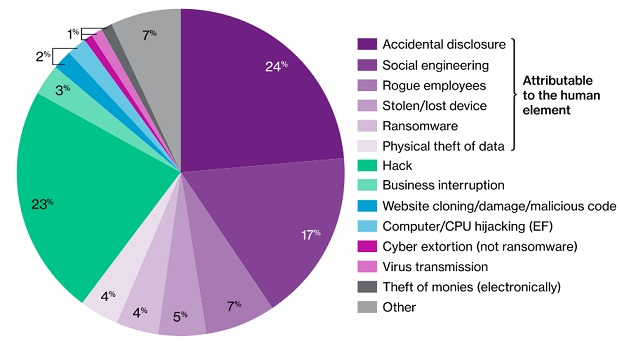 1%
7%
2%
24%
3%
23%
17%
4%
4%
5%
7%
Accidental disclosure
Social engineering
Rogue employees
Stolen/lost device
Ransomware
Physical theft of data
Attributable
to the human
element
Hack
Business interruption
Website cloning/damage/malicious code
Computer/CPU hijacking (EF)
Cyber extortion (not ransomware)
Virus transmission
Theft of monies (electronically)
Other